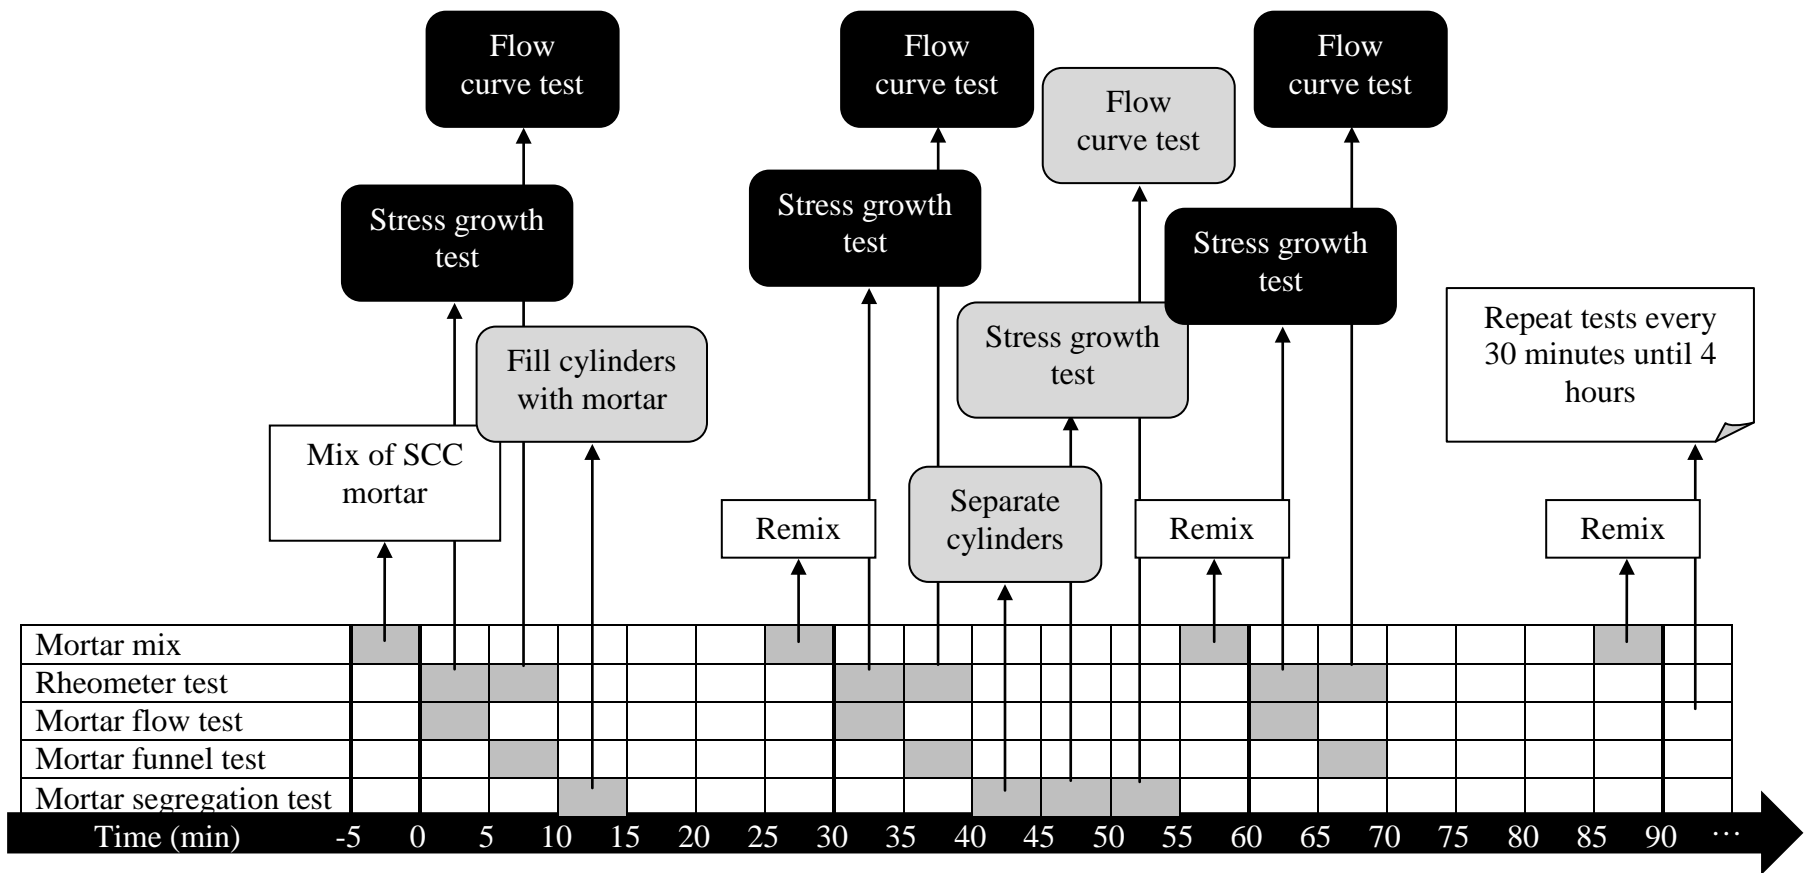 Flow
curve test
Flow
curve test
Flow
curve test
Flow
curve test
Stress growth
test
Stress growth
test
Stress growth
test
Stress growth
test
Fill cylinders
with mortar
Repeat tests every
30 minutes until 4
hours
Mix of SCC
mortar
Remix
Separate
cylinders
Remix
Remix
Mortar mix
Rheometer test
Mortar flow test
Mortar funnel test
Mortar segregation test
Time (min) -5 0 5 10 15 20 25 30 35 40 45 50 55 60 65 70 75 80 85 90 ...